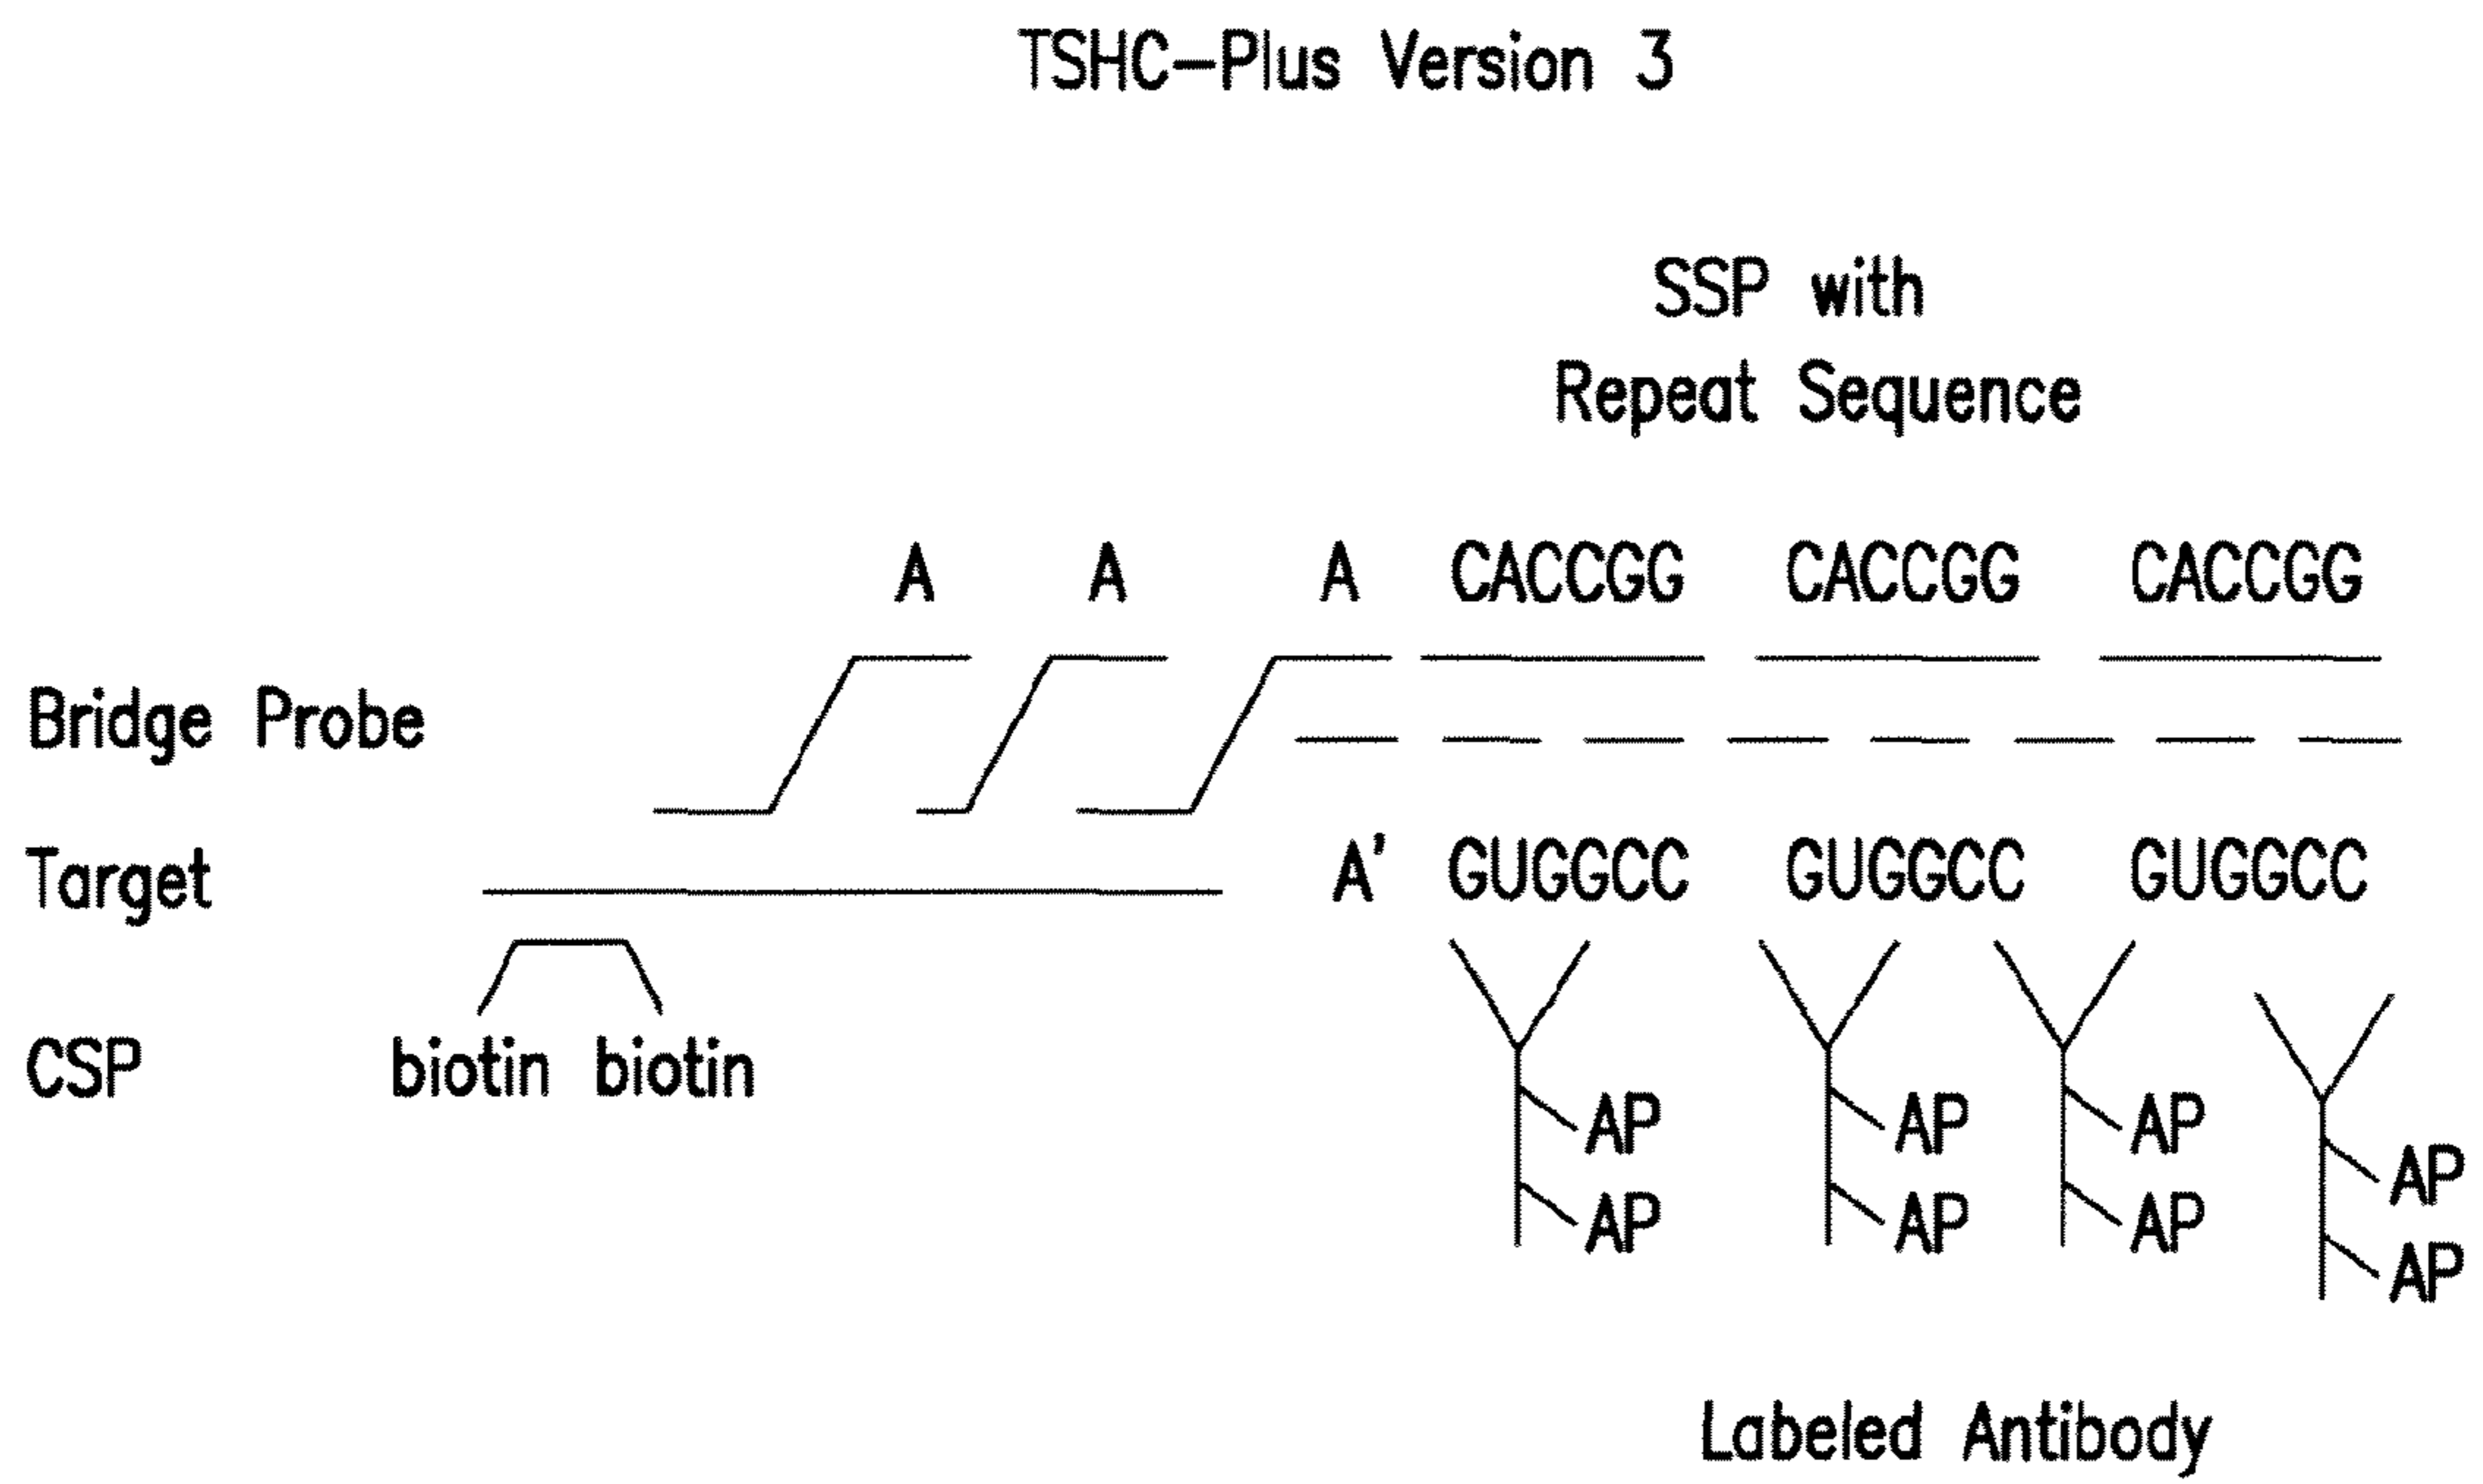 TSHC-Plus Version 3
SSP with
Repeat Sequence
A A A CACCGG CACCGG CACCGG
Bridge Probe
Target A' GUGGCC GUGGCC GUGGCC
CSP biotin biotin
AP AP AP AP
AP AP AP AP
Labeled Antibody